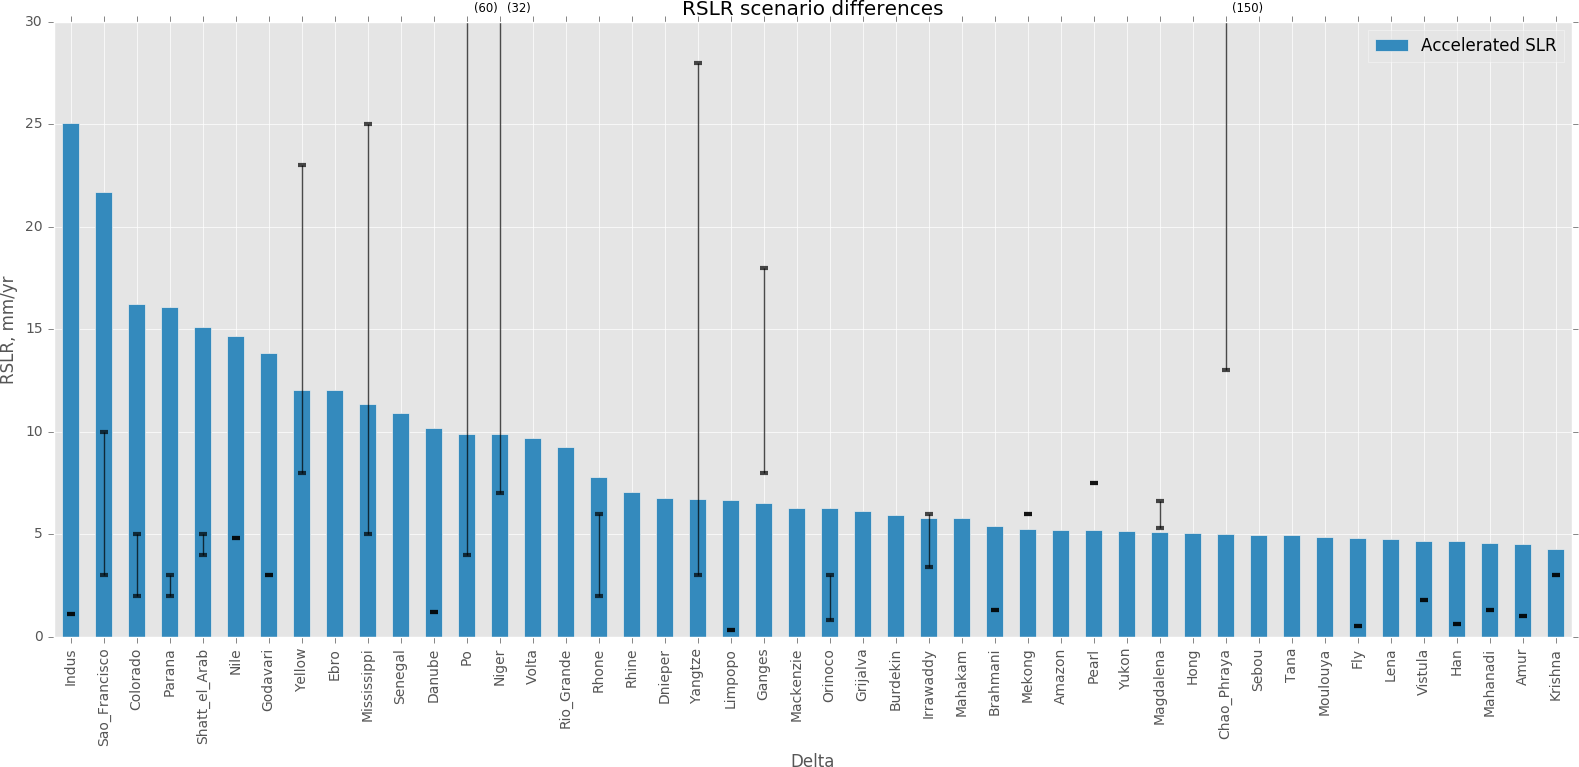 (60) (32) RSLR scenario differences (150)
Accelerated SLR
RSLR, mm/yr
30
25
20
15
10
5
0
Indus
Sao_Francisco
Colorado
Parana
Shatt_el_Arab
Nile
Godavari
Yellow
Ebro
Mississippi
Senegal
Danube
Po
Niger
Volta
Rio_Grande
Rhone
Rhine
Dnieper
Yangtze
Limpopo
Ganges
Mackenzie
Orinoco
Grijalva
Burdekin
Irrawaddy
Mahakam
Brahmani
Mekong
Amazon
Pearl
Yukon
Magdalena
Hong
Chao_Phraya
Sebou
Tana
Moulouya
Fly
Lena
Vistula
Han
Mahanadi
Amur
Krishna
Delta